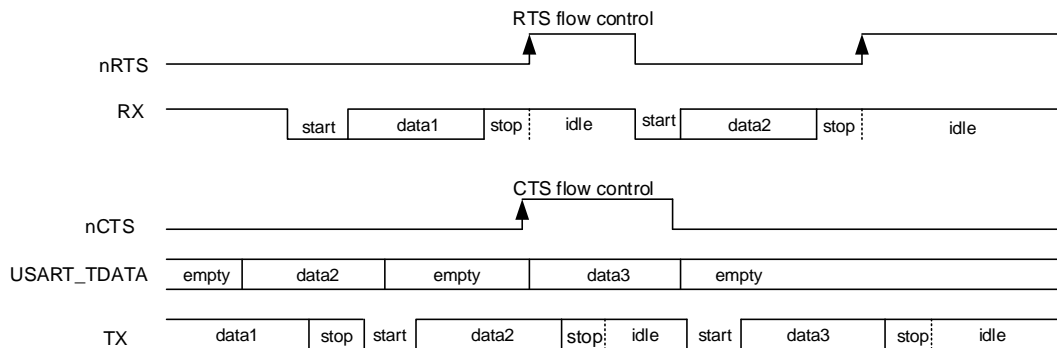 RTS flow control
nRTS
RX
start data1 stop idle start data2 stop idle
CTS flow control
nCTS
USART_TDATA
empty data2 empty data3 empty
TX
data1 stop start data2 stop idle start data3 stop idle